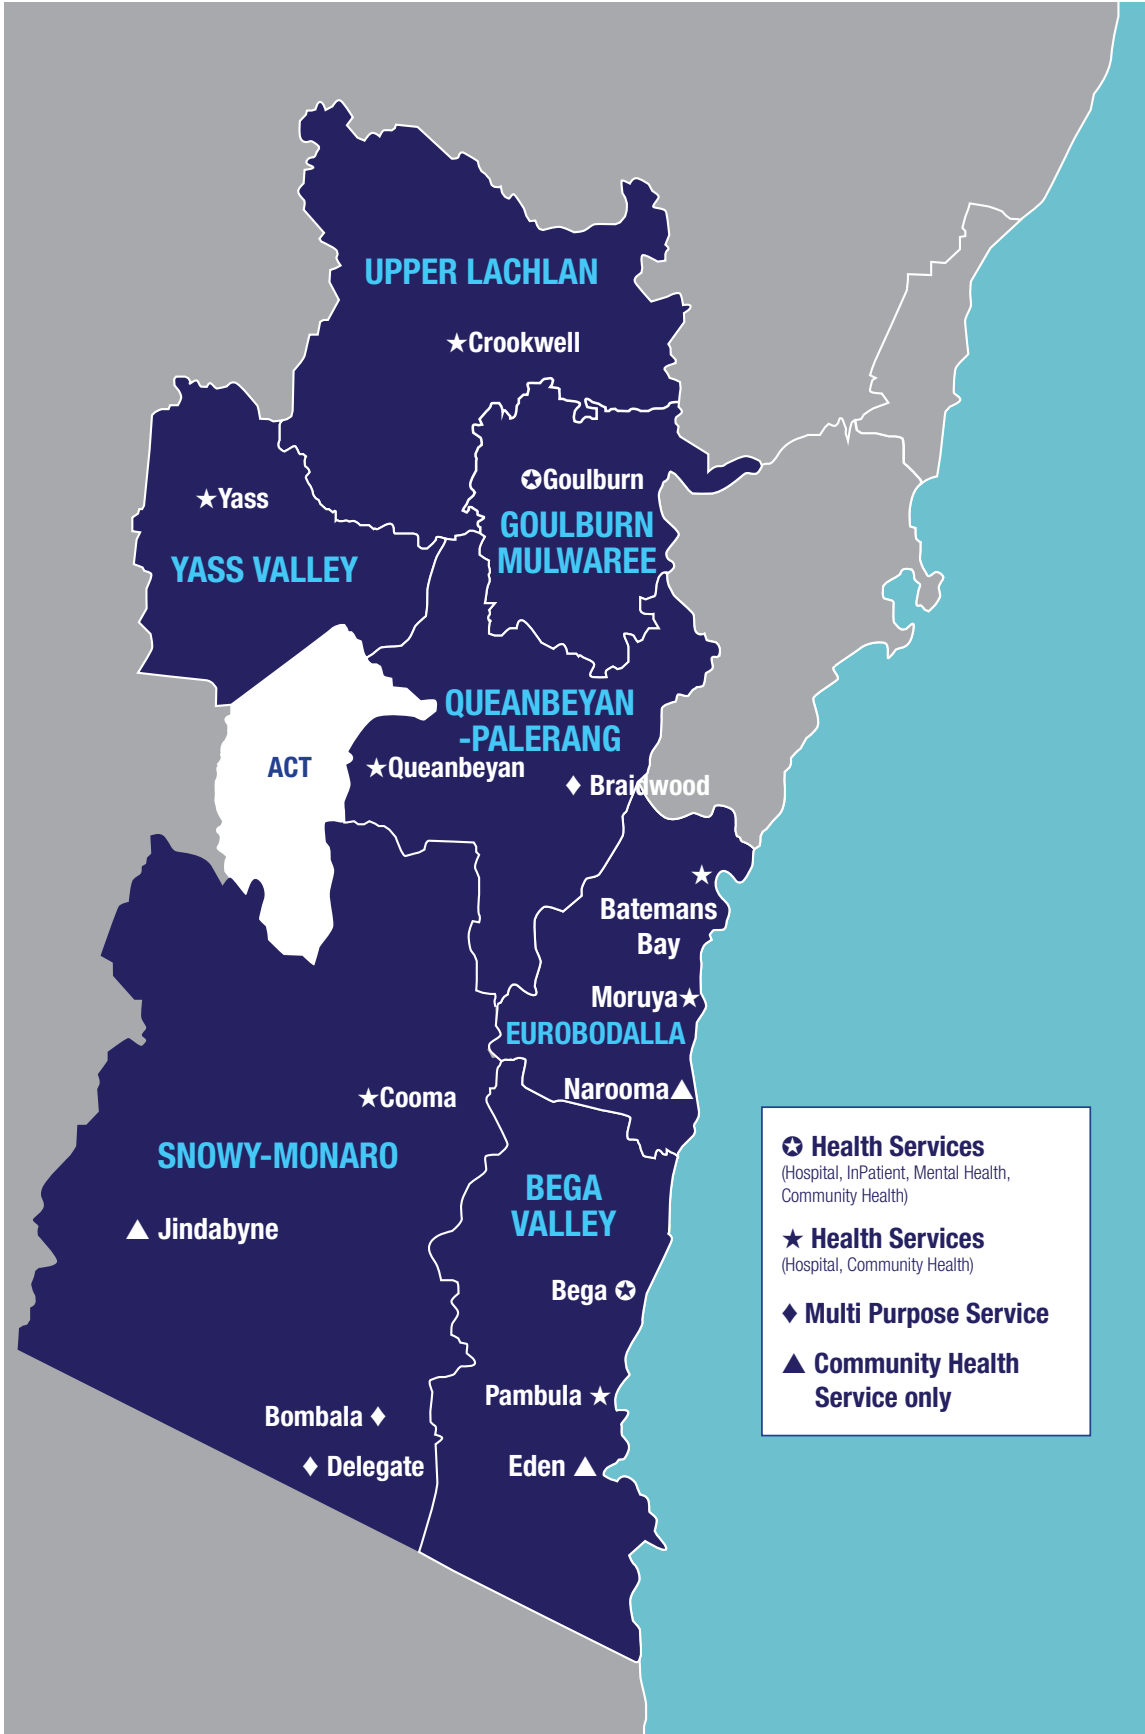 UPPER LACHLAN
Crookwell
Goulburn
Yass
GOULBURN
MULWAREE
YASS VALLEY
QUEANBEYAN
-PALERANG
ACT
Queanbeyan
Braidwood
Batemans
Bay
Moruya
EUROBODALLA
Narooma
Cooma
SNOWY-MONARO
BEGA
VALLEY
Jindabyne
Bega
Pambula
Bombala
Delegate
Eden
Health Services
(Hospital, InPatient, Mental Health,
Community Health)
Health Services
(Hospital, Community Health)
Multi Purpose Service
Community Health
Service only